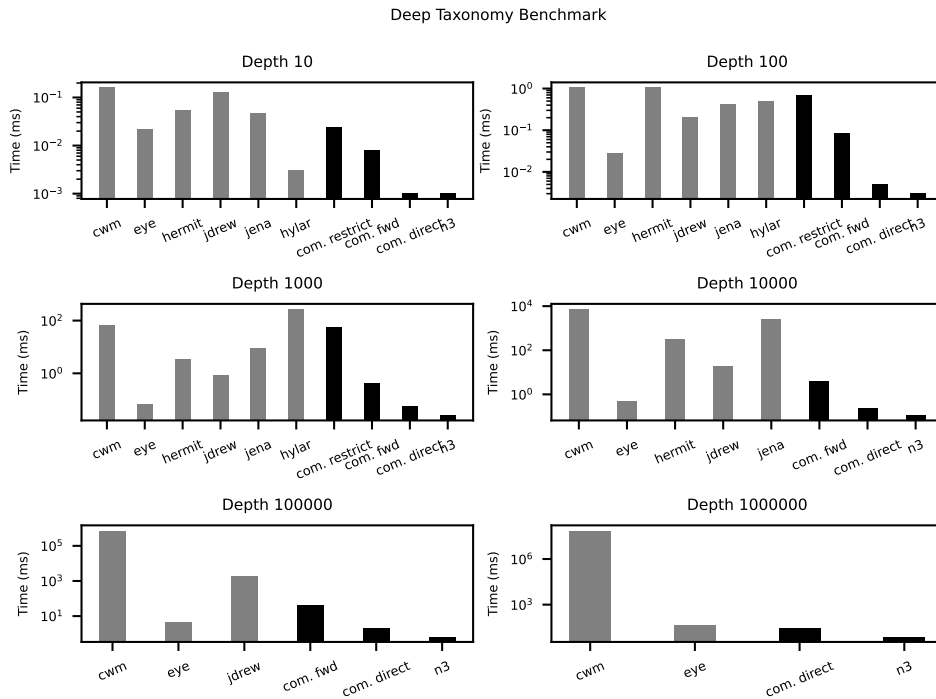 Deep Taxonomy Benchmark
Depth 10
Time (ms)
10⁻¹
10⁻²
10⁻³
cwm
eye
hermit
jdrew
jena
hylar
com. restrict
com. fwd
com. direct
n3
Depth 100
Time (ms)
10⁰
10⁻¹
10⁻²
cwm
eye
hermit
jdrew
jena
hylar
com. restrict
com. fwd
com. direct
n3
Depth 1000
Time (ms)
10²
10⁰
cwm
eye
hermit
jdrew
jena
hylar
com. restrict
com. fwd
com. direct
n3
Depth 10000
Time (ms)
10⁴
10²
10⁰
cwm
eye
hermit
jdrew
jena
com. fwd
com. direct
n3
Depth 100000
Time (ms)
10⁵
10³
10¹
cwm
eye
jdrew
com. fwd
com. direct
n3
Depth 1000000
Time (ms)
10⁶
10³
cwm
eye
com. direct
n3